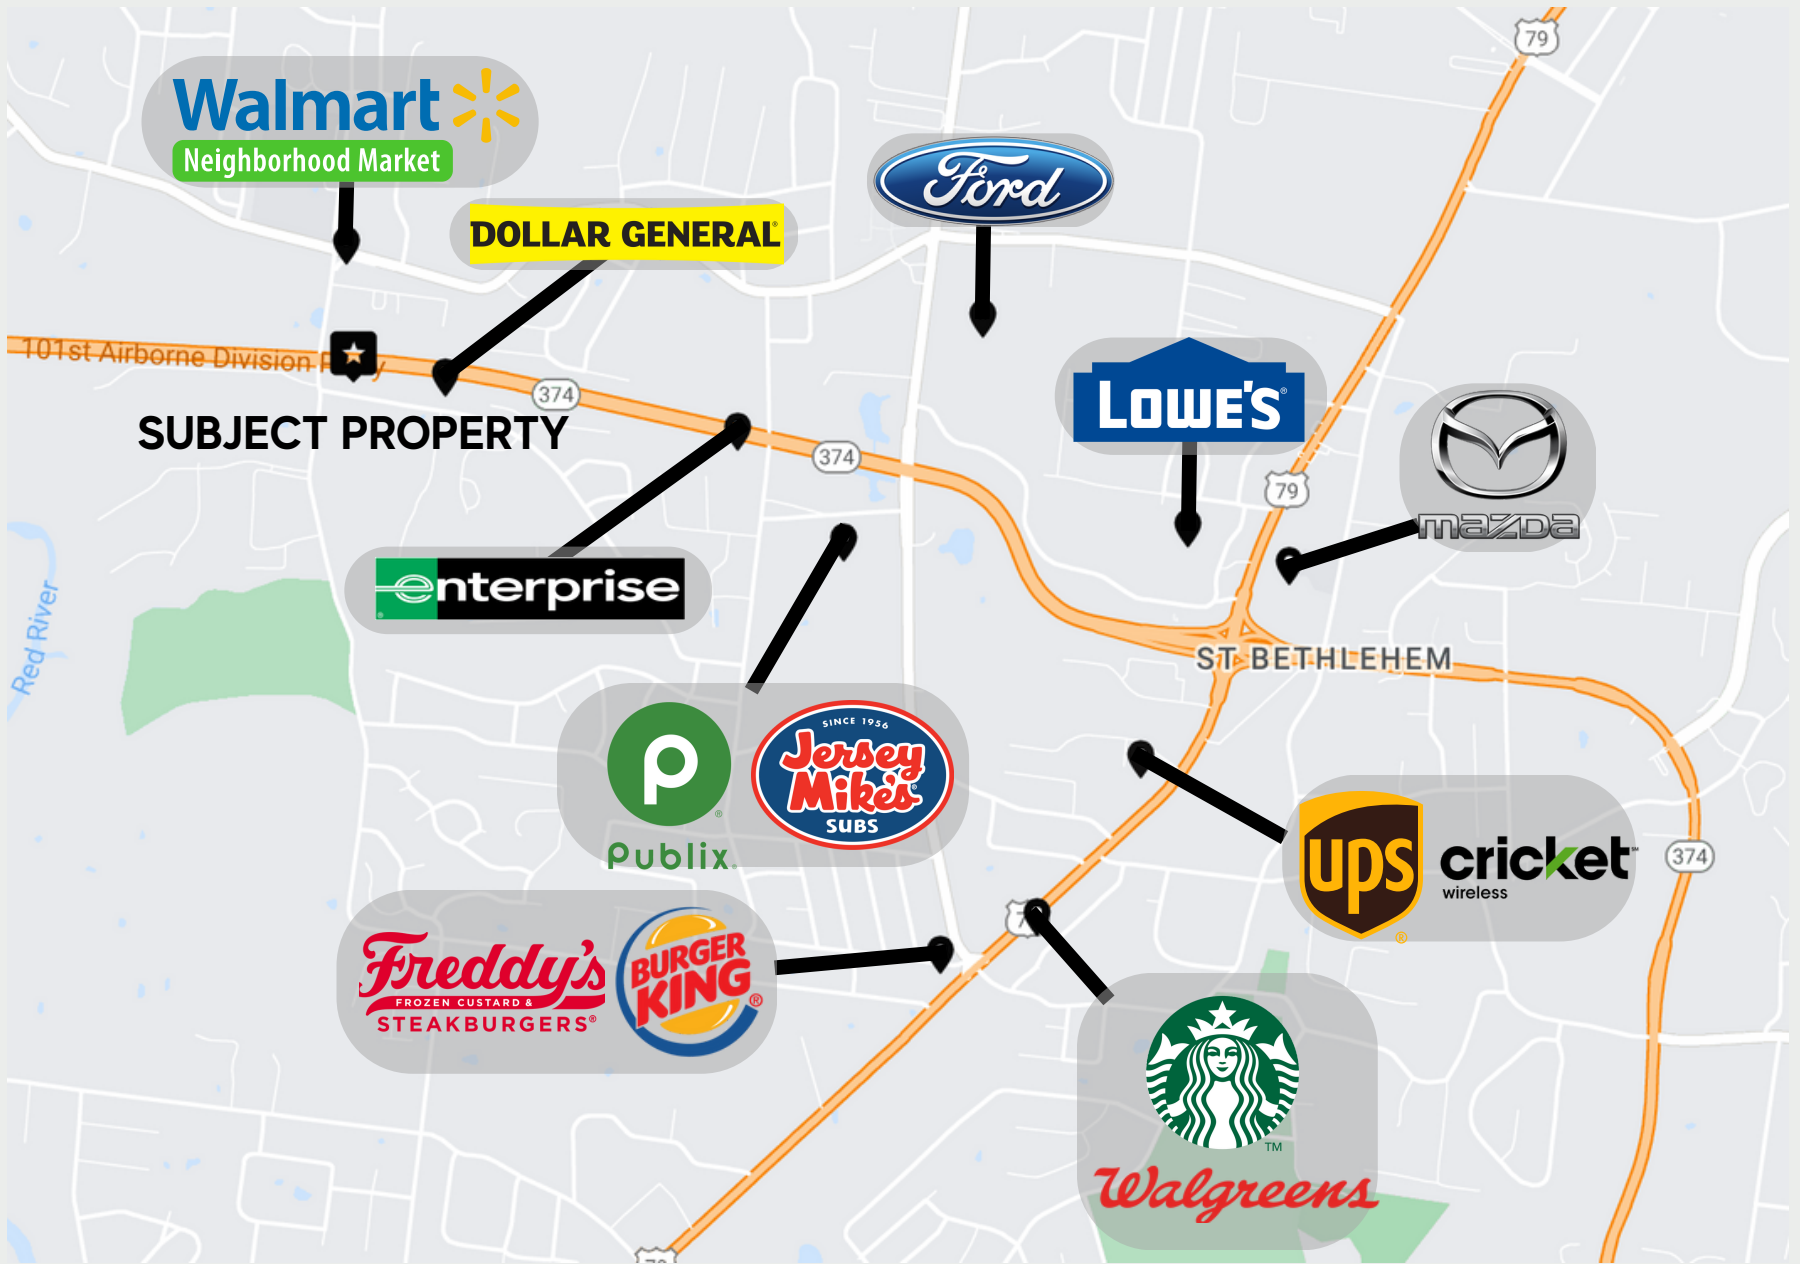 79
Walmart
Neighborhood Market
Ford
DOLLAR GENERAL®
101st Airborne Division
374
SUBJECT PROPERTY
LOWE'S®
374
79
mazda
enterprise
Red River
ST BETHLEHEM
SINCE 1956
Jersey
Mike's®
SUBS
P
Publix®
ups
cricket
wireless
374
Freddy's
FROZEN CUSTARD &
STEAKBURGERS®
BURGER
KING®
TM
Walgreens